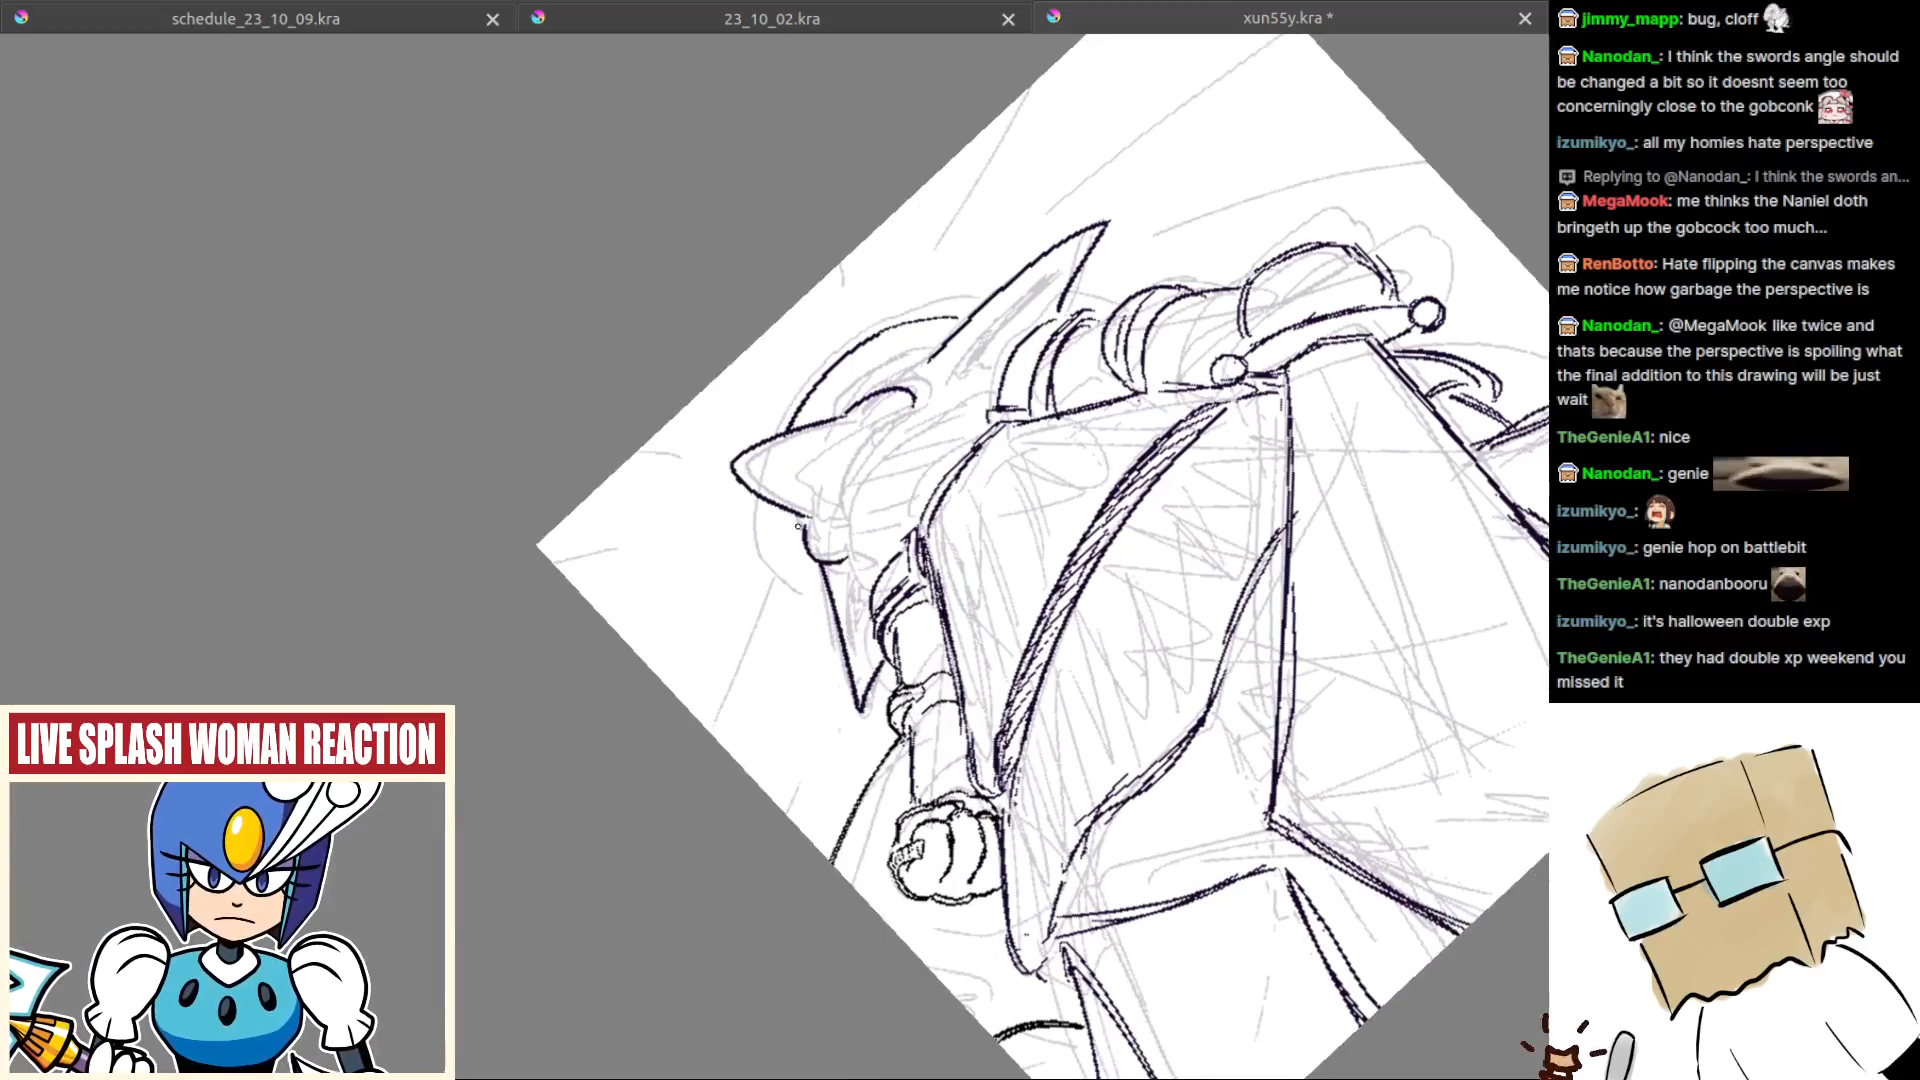 schedule_23_10_09.kra
23_10_02.kra
xun55y.kra *
jimmy_mapp: bug, cloff
Nanodan_: I think the swords angle should
be changed a bit so it doesnt seem too
concerningly close to the gobconk
izumikyo_: all my homies hate perspective
Replying to @Nanodan_: I think the swords an...
MegaMook: me thinks the Naniel doth
bringeth up the gobcock too much...
RenBotto: Hate flipping the canvas makes
me notice how garbage the perspective is
Nanodan_: @MegaMook like twice and
thats because the perspective is spoiling what
the final addition to this drawing will be just
wait
TheGenieA1: nice
Nanodan_: genie
izumikyo_:
izumikyo_: genie hop on battlebit
TheGenieA1: nanodanbooru
izumikyo_: it's halloween double exp
TheGenieA1: they had double xp weekend you
missed it
LIVE SPLASH WOMAN REACTION